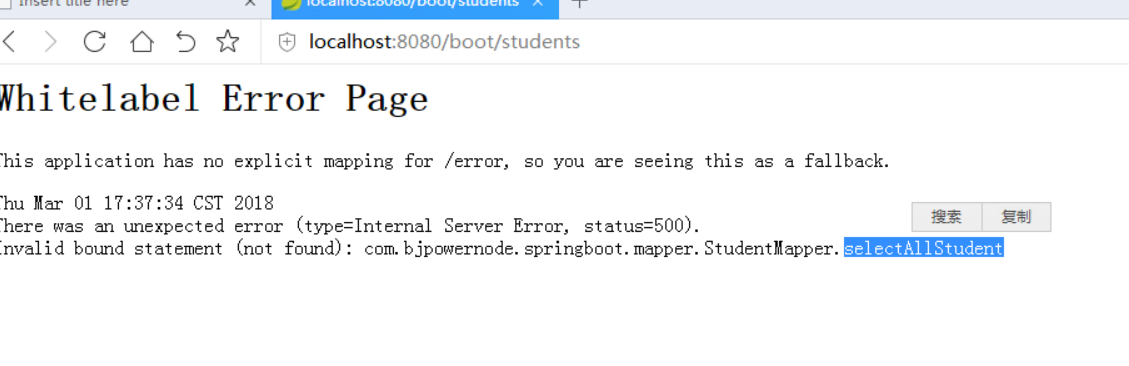 Insert title here
localhost:8080/boot/students
localhost:8080/boot/students
Whitelabel Error Page
This application has no explicit mapping for /error, so you are seeing this as a fallback.
Thu Mar 01 17:37:34 CST 2018
There was an unexpected error (type=Internal Server Error, status=500).
搜索 复制
Invalid bound statement (not found): com.bjpowernode.springboot.mapper.StudentMapper.selectAllStudent